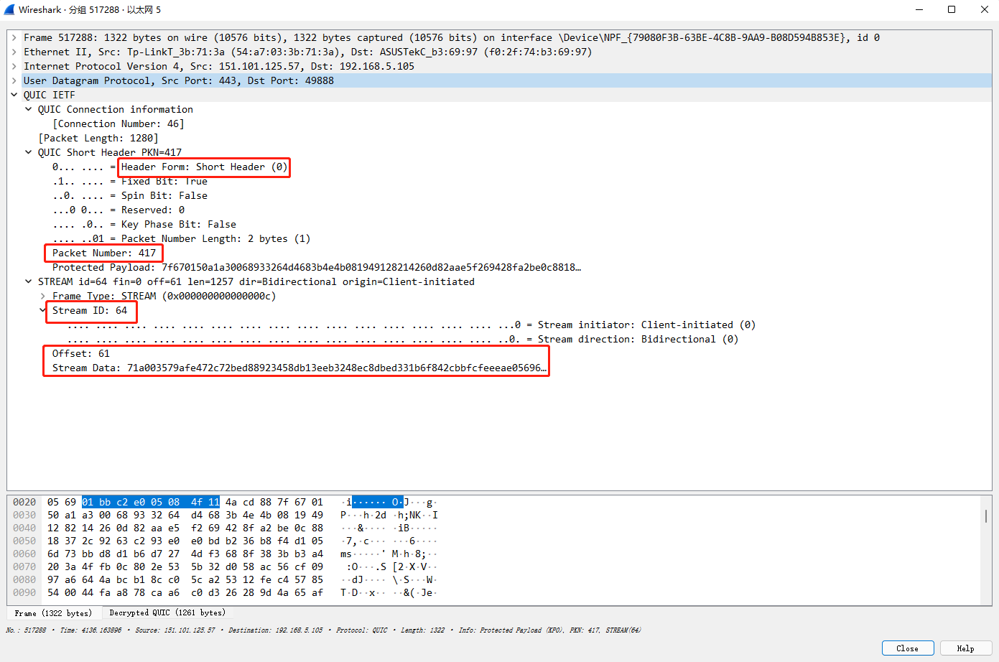 Wireshark · 分组 517288 · 以太网 5
Frame 517288: 1322 bytes on wire (10576 bits), 1322 bytes captured (10576 bits) on interface \Device\NPF_{79080F3B-63BE-4C8B-9AA9-B08D594B853E}, id 0
Ethernet II, Src: Tp-LinkT_3b:71:3a (54:a7:03:3b:71:3a), Dst: ASUSTekC_b3:69:97 (f0:2f:74:b3:69:97)
Internet Protocol Version 4, Src: 151.101.125.57, Dst: 192.168.5.105
User Datagram Protocol, Src Port: 443, Dst Port: 49888
QUIC IETF
QUIC Connection information
[Connection Number: 46]
[Packet Length: 1280]
QUIC Short Header PKN=417
0... .... = Header Form: Short Header (0)
.1.. .... = Fixed Bit: True
..0. .... = Spin Bit: False
...0 0... = Reserved: 0
.... .0.. = Key Phase Bit: False
.... ..01 = Packet Number Length: 2 bytes (1)
Packet Number: 417
Protected Payload: 7f670150a1a30068933264d4683b4e4b081949128214260d82aae5f269428fa2be0c8818…
STREAM id=64 fin=0 off=61 len=1257 dir=Bidirectional origin=Client-initiated
Frame Type: STREAM (0x000000000000000c)
Stream ID: 64
.... .... .... .... .... .... .... .... .... .... .... .... .... .... .... ...0 = Stream initiator: Client-initiated (0)
.... .... .... .... .... .... .... .... .... .... .... .... .... .... .... ..0. = Stream direction: Bidirectional (0)
Offset: 61
Stream Data: 71a003579afe472c72bed88923458db13eeb3248ec8dbed331b6f842cbbfcfeeeae05696…
0020 05 69 01 bb c2 e0 05 08 4f 11 4a cd 88 7f 67 01 ·i······O·J···g·
0030 50 a1 a3 00 68 93 32 64 d4 68 3b 4e 4b 08 19 49 P···h·2d ·h;NK··I
0040 12 82 14 26 0d 82 aa e5 f2 69 42 8f a2 be 0c 88 ···&···· ·iB·····
0050 18 37 2c 92 63 c2 93 e0 e0 bd b2 36 b8 f4 d1 05 ·7,·c··· ···6····
0060 6d 73 bb d8 d1 b6 d7 27 4d f3 68 8f 38 3b b3 a4 ms·····' M·h·8;··
0070 20 3a 4f fb 0c 80 2e 53 5b 32 d0 58 ac 56 cf 09 :O···.S [2·X·V··
0080 97 a6 64 4a bc b1 8c c0 5c a2 53 12 fe c4 57 85 ··dJ···· \·S···W·
0090 54 00 44 fa a8 78 ca a6 c0 d3 26 28 9d 4a 65 af T·D··x·· ··&(·Je·
Frame (1322 bytes) Decrypted QUIC (1261 bytes)
No.: 517288 · Time: 4136.163896 · Source: 151.101.125.57 · Destination: 192.168.5.105 · Protocol: QUIC · Length: 1322 · Info: Protected Payload (KP0), PKN: 417, STREAM(64)
Close Help